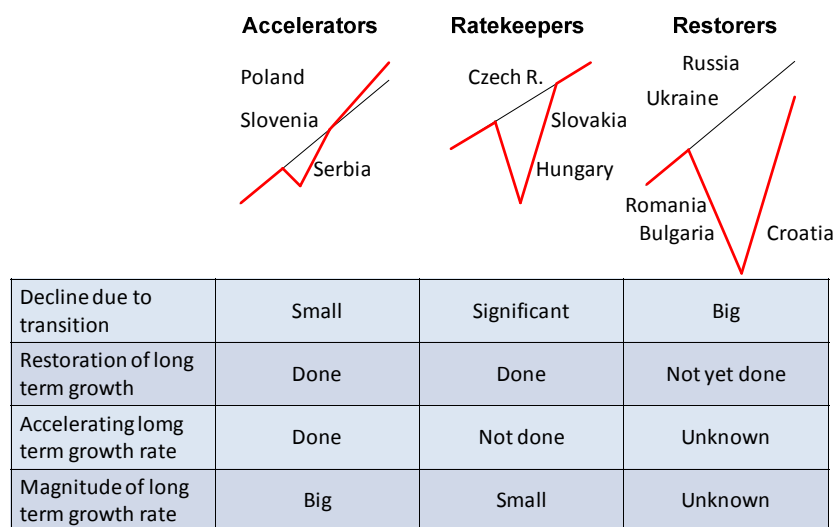 Accelerators
Ratekeepers
Restorers
Poland
Slovenia
Serbia
Czech R.
Slovakia
Hungary
Russia
Ukraine
Romania
Bulgaria
Croatia
Decline due to
transition
Small
Significant
Big
Restoration of long
term growth
Done
Done
Not yet done
Accelerating lomg
term growth rate
Done
Not done
Unknown
Magnitude of long
term growth rate
Big
Small
Unknown